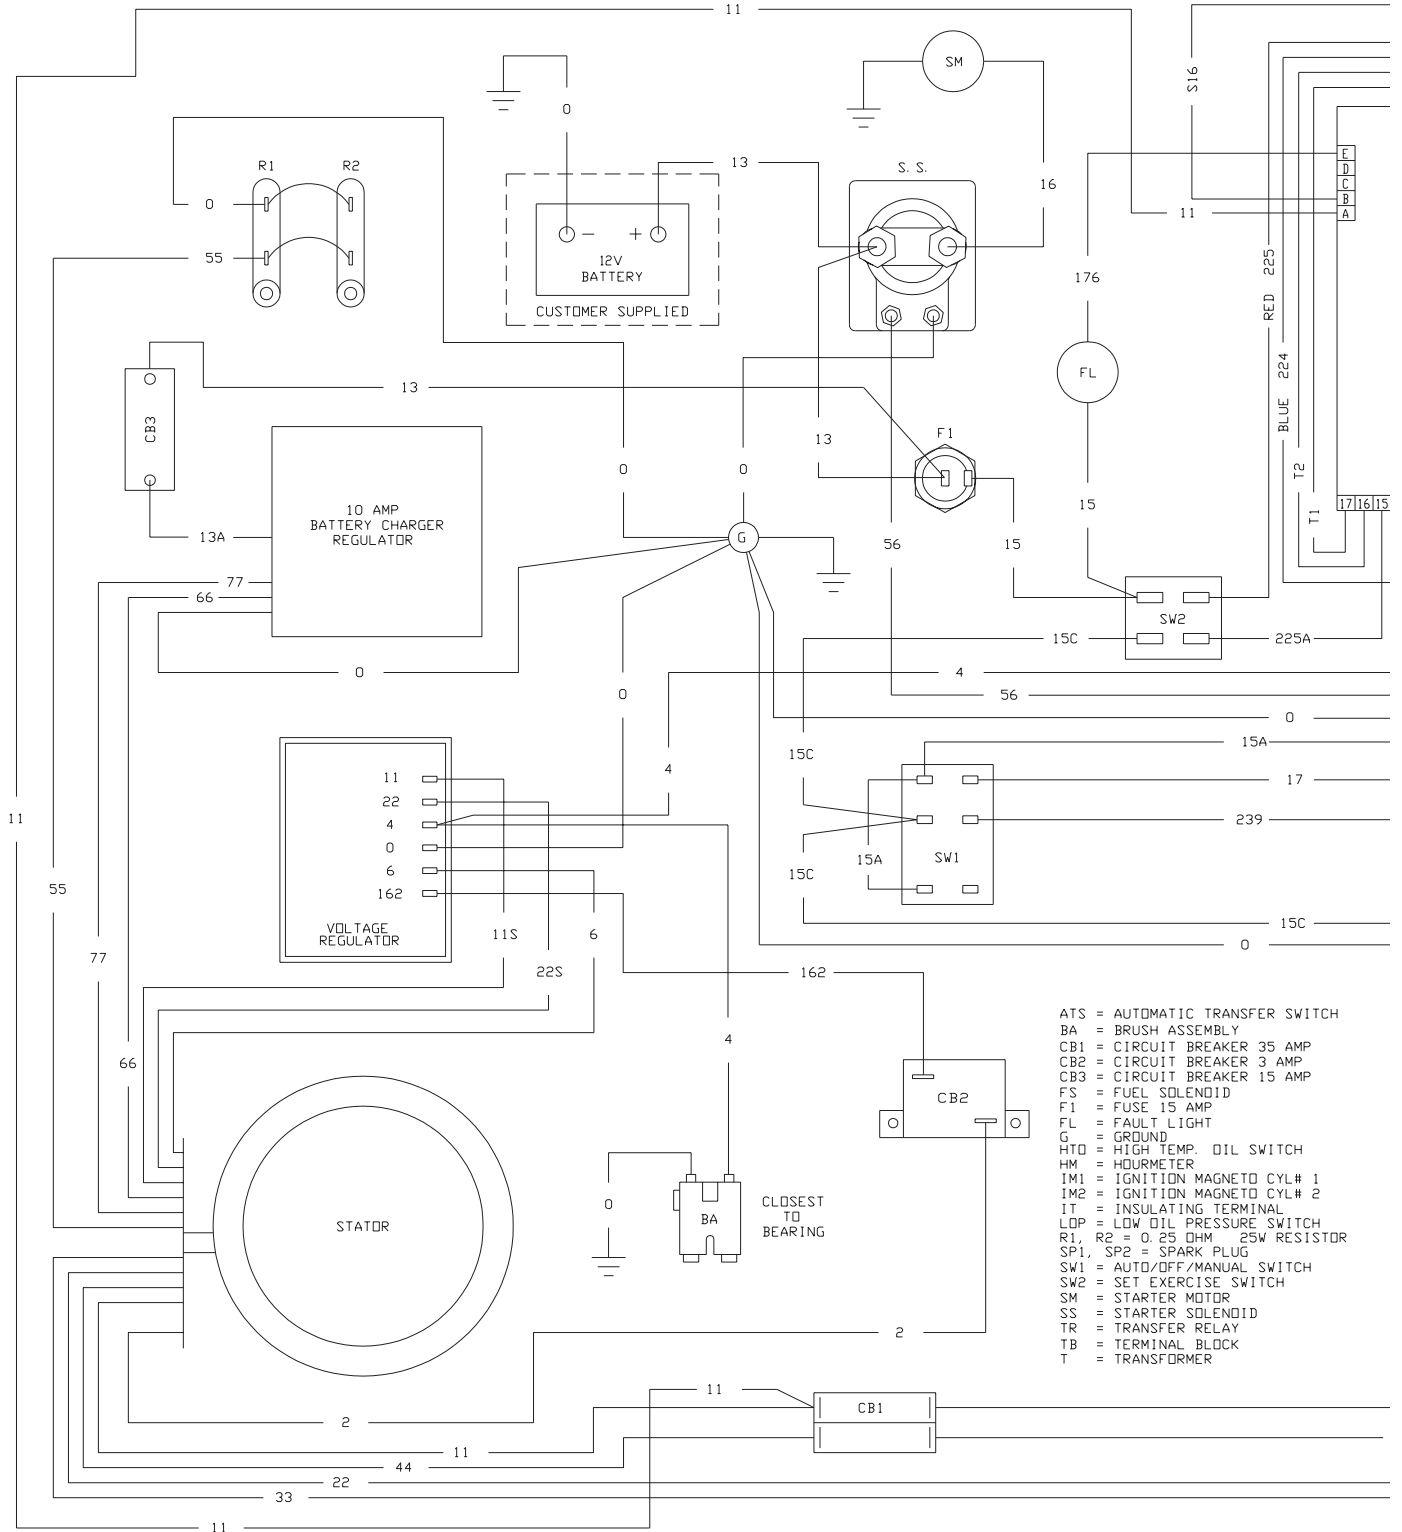 11
S16
SM
0
R1 R2
13
S. S.
16
E
D
C
B
A
0
11
55
- +
12V
BATTERY
CUSTOMER SUPPLIED
176
RED 225
BLUE 224
T2
T1
FL
CB3
13
13
F1
0
0
15
17 16 15
10 AMP
BATTERY CHARGER
REGULATOR
13A
G
56
15
77
66
SW2
0
15C
225A
4
0
56
0
15A
15C
4
11
22
4
0
6
162
VOLTAGE
REGULATOR
17
11
239
15A
SW1
15C
55
15C
11S
6
0
77
22S
162
4
66
CB2
STATOR
0
BA
CLOSEST
TO
BEARING
ATS = AUTOMATIC TRANSFER SWITCH
BA = BRUSH ASSEMBLY
CB1 = CIRCUIT BREAKER 35 AMP
CB2 = CIRCUIT BREAKER 3 AMP
CB3 = CIRCUIT BREAKER 15 AMP
FS = FUEL SOLENOID
F1 = FUSE 15 AMP
FL = FAULT LIGHT
G = GROUND
HTO = HIGH TEMP. OIL SWITCH
HM = HOURMETER
IM1 = IGNITION MAGNETO CYL# 1
IM2 = IGNITION MAGNETO CYL# 2
IT = INSULATING TERMINAL
LOP = LOW OIL PRESSURE SWITCH
R1, R2 = 0.25 OHM 25W RESISTOR
SP1, SP2 = SPARK PLUG
SW1 = AUTO/OFF/MANUAL SWITCH
SW2 = SET EXERCISE SWITCH
SM = STARTER MOTOR
SS = STARTER SOLENOID
TR = TRANSFER RELAY
TB = TERMINAL BLOCK
T = TRANSFORMER
2
11
CB1
2
11
44
22
33
11